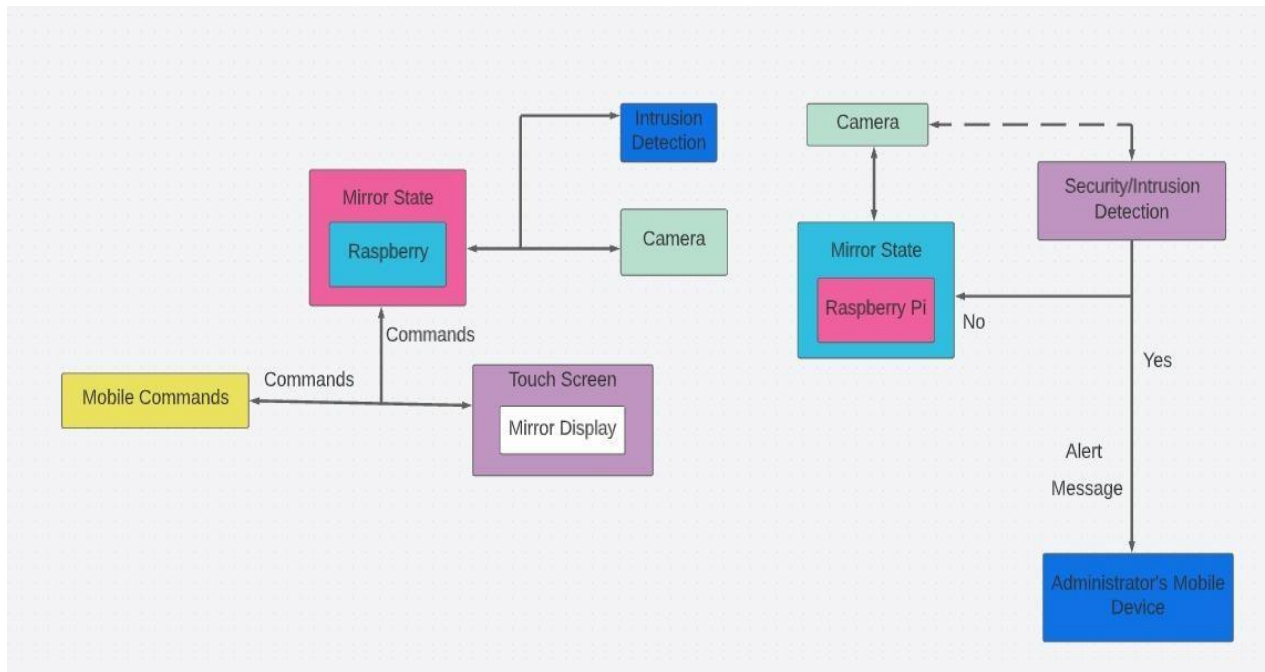 Intrusion
Detection
Mirror State
Raspberry
Camera
Commands
Mobile Commands
Commands
Touch Screen
Mirror Display
Camera
Security/Intrusion
Detection
Mirror State
Raspberry Pi
No
Yes
Alert
Message
Administrator's Mobile
Device